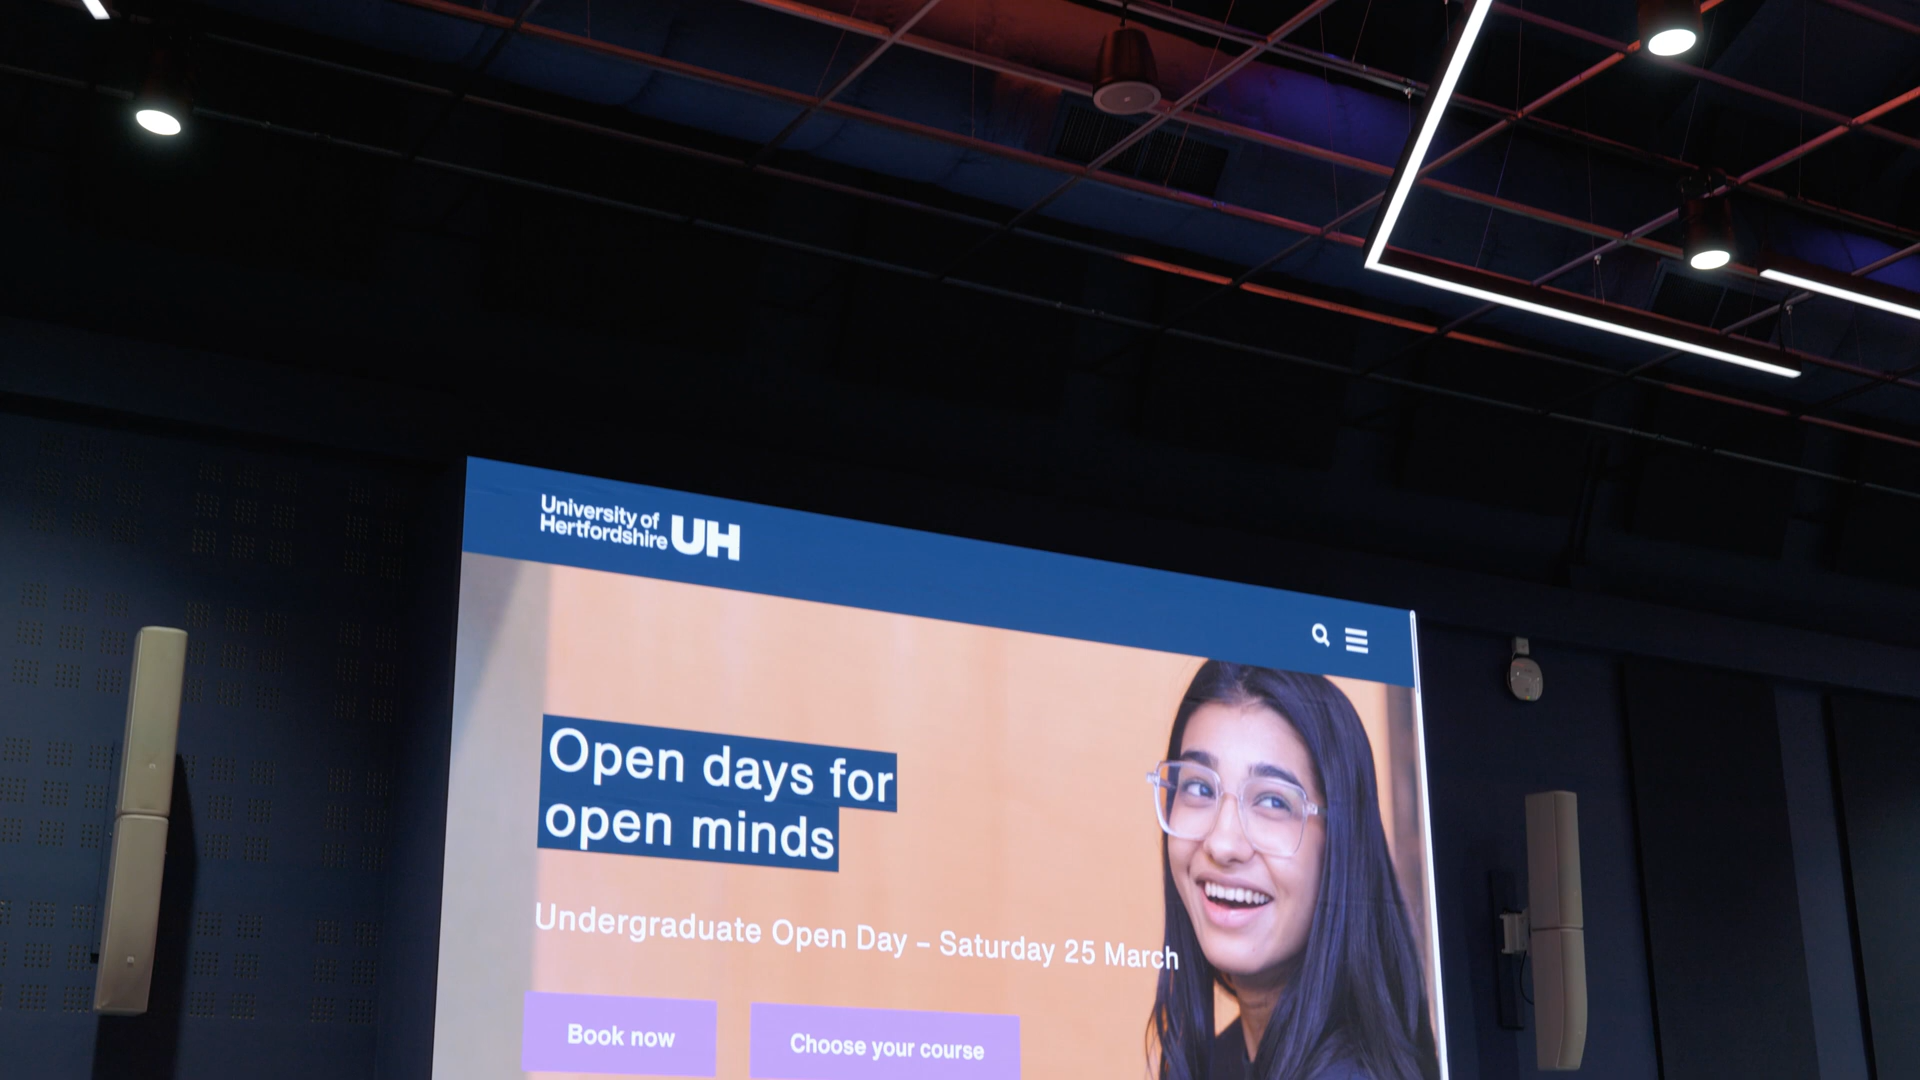 University of
Hertfordshire UH
Open days for
open minds
Undergraduate Open Day – Saturday 25 March
Book now
Choose your course